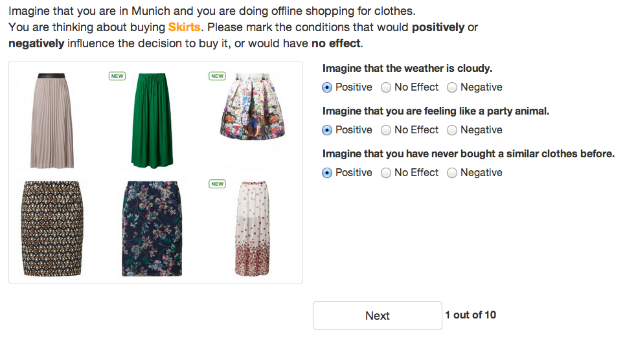 Imagine that you are in Munich and you are doing offline shopping for clothes.
You are thinking about buying Skirts. Please mark the conditions that would positively or
negatively influence the decision to buy it, or would have no effect.
NEW
NEW
NEW
Imagine that the weather is cloudy.
Positive No Effect Negative
Imagine that you are feeling like a party animal.
Positive No Effect Negative
Imagine that you have never bought a similar clothes before.
Positive No Effect Negative
Next
1 out of 10